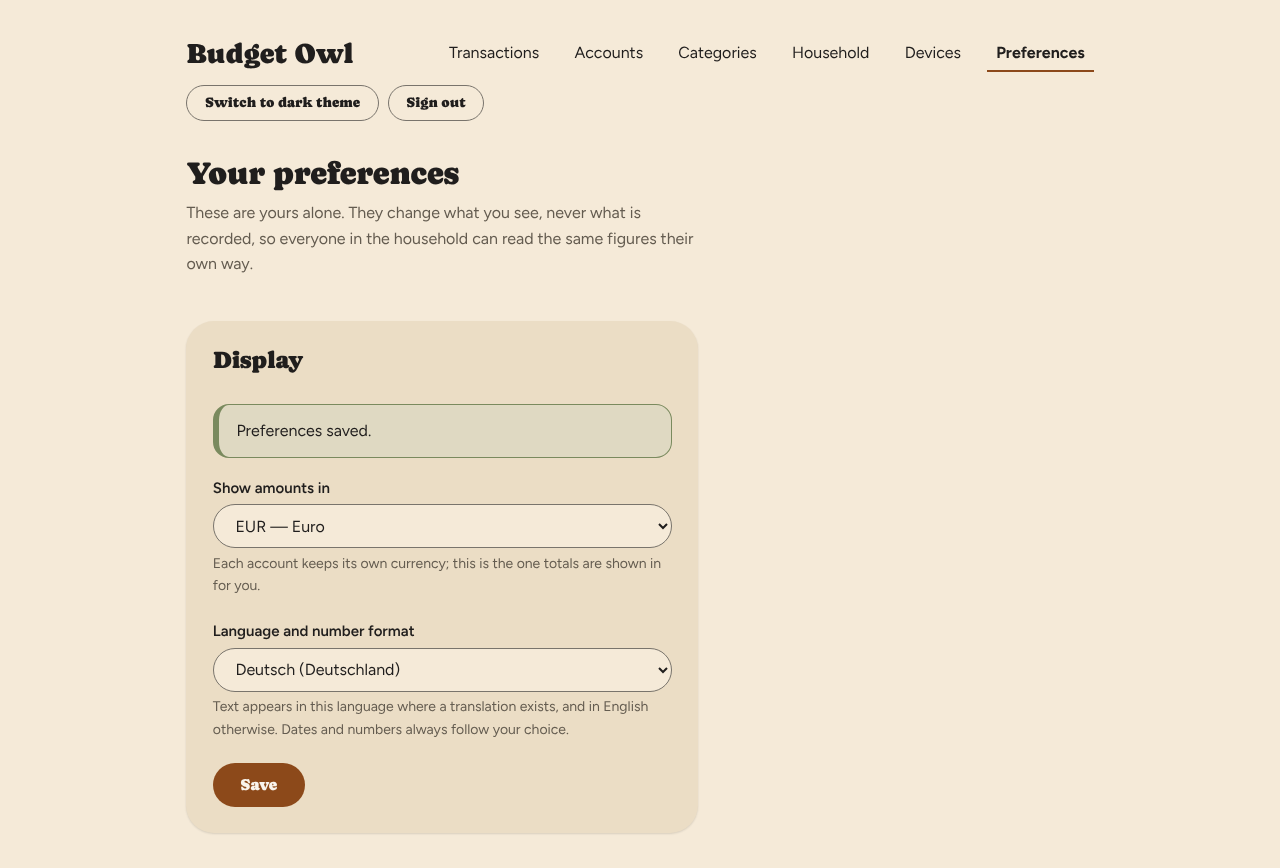 Budget Owl
Transactions
Accounts
Categories
Household
Devices
Preferences
Switch to dark theme
Sign out
Your preferences
These are yours alone. They change what you see, never what is
recorded, so everyone in the household can read the same figures their
own way.
Display
Preferences saved.
Show amounts in
EUR — Euro
Each account keeps its own currency; this is the one totals are shown in
for you.
Language and number format
Deutsch (Deutschland)
Text appears in this language where a translation exists, and in English
otherwise. Dates and numbers always follow your choice.
Save